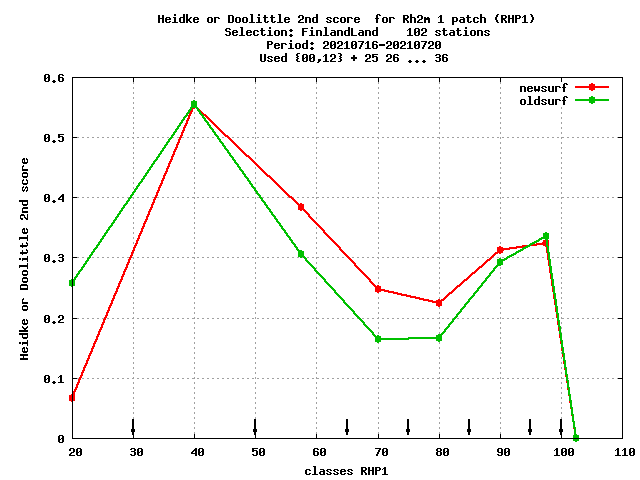 Heidke or Doolittle 2nd score  for Rh2m 1 patch (RHP1)
Selection: FinlandLand    102 stations
Period: 20210716-20210720
Used {00,12} + 25 26 ... 36
newsurf
oldsurf
Heidke or Doolittle 2nd score
0.6
0.5
0.4
0.3
0.2
0.1
0
20 30 40 50 60 70 80 90 100 110
classes RHP1